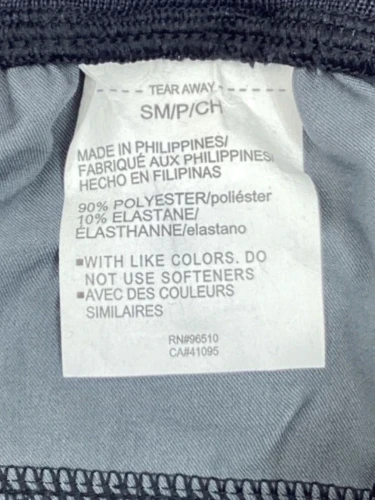 --- TEAR AWAY ---
SM/P/CH
MADE IN PHILIPPINES/
FABRIQUÉ AUX PHILIPPINES/
HECHO EN FILIPINAS
90% POLYESTER/poliéster
10% ELASTANE/
ÉLASTHANNE/elastano
▪WITH LIKE COLORS. DO
NOT USE SOFTENERS
▪AVEC DES COULEURS
SIMILAIRES
RN#96510
CA#41095